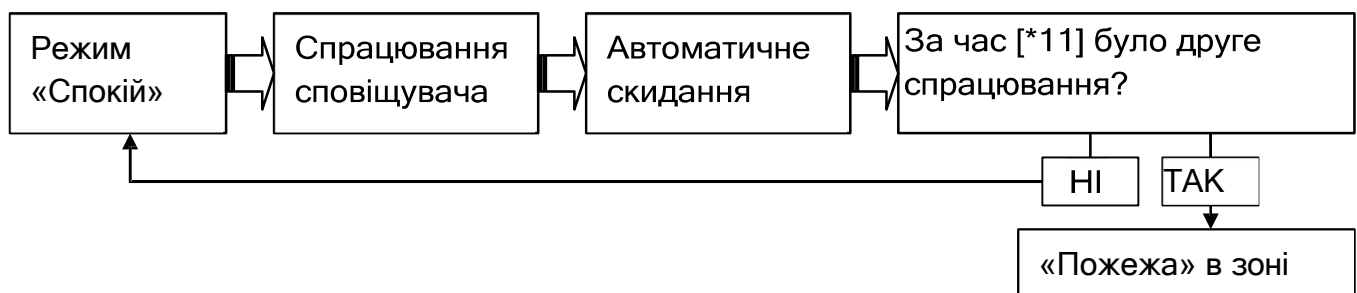 Режим
«Спокій»
Спрацювання
сповіщувача
Автоматичне
скидання
За час [*11] було друге
спрацювання?
НІ
ТАК
«Пожежа» в зоні